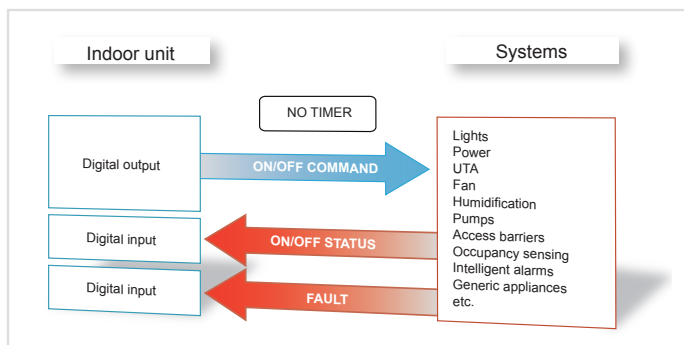 Indoor unit
Systems
NO TIMER
Digital output
ON/OFF COMMAND
Digital input
ON/OFF STATUS
Digital input
FAULT
Lights
Power
UTA
Fan
Humidification
Pumps
Access barriers
Occupancy sensing
Intelligent alarms
Generic appliances
etc.